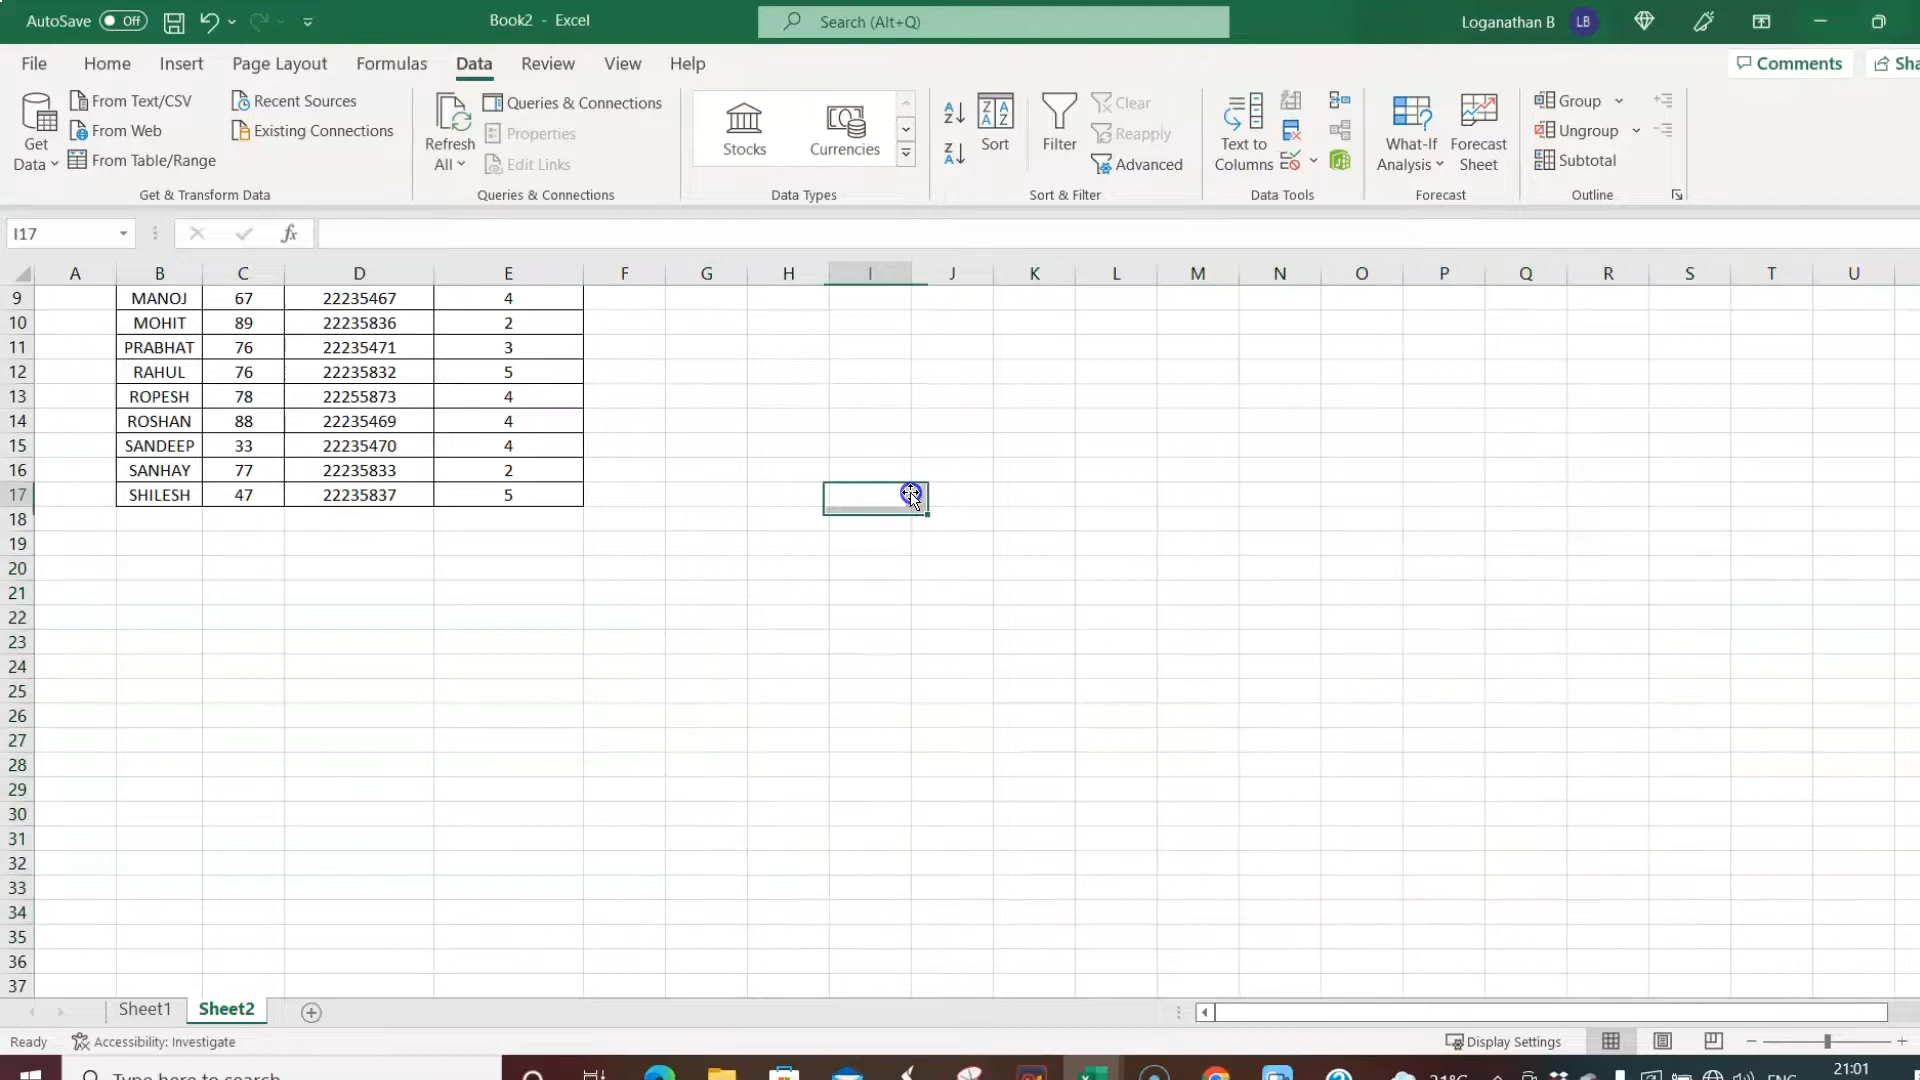 AutoSave Off
Book2 - Excel
Search (Alt+Q)
Loganathan B LB
File Home Insert Page Layout Formulas Data Review View Help
Comments
Get Data
From Text/CSV
From Web
From Table/Range
Recent Sources
Existing Connections
Get & Transform Data
Refresh All
Queries & Connections
Properties
Edit Links
Queries & Connections
Stocks
Currencies
Data Types
Sort
Filter
Clear
Reapply
Advanced
Sort & Filter
Text to Columns
Data Tools
What-If Analysis
Forecast Sheet
Forecast
Group
Ungroup
Subtotal
Outline
I17
fx
A B C D E F G H I J K L M N O P Q R S T U
9 MANOJ 67 22235467 4
10 MOHIT 89 22235836 2
11 PRABHAT 76 22235471 3
12 RAHUL 76 22235832 5
13 ROPESH 78 22255873 4
14 ROSHAN 88 22235469 4
15 SANDEEP 33 22235470 4
16 SANHAY 77 22235833 2
17 SHILESH 47 22235837 5
18
19
20
21
22
23
24
25
26
27
28
29
30
31
32
33
34
35
36
37
Sheet1 Sheet2
Ready Accessibility: Investigate
Display Settings
Type here to search
21:01